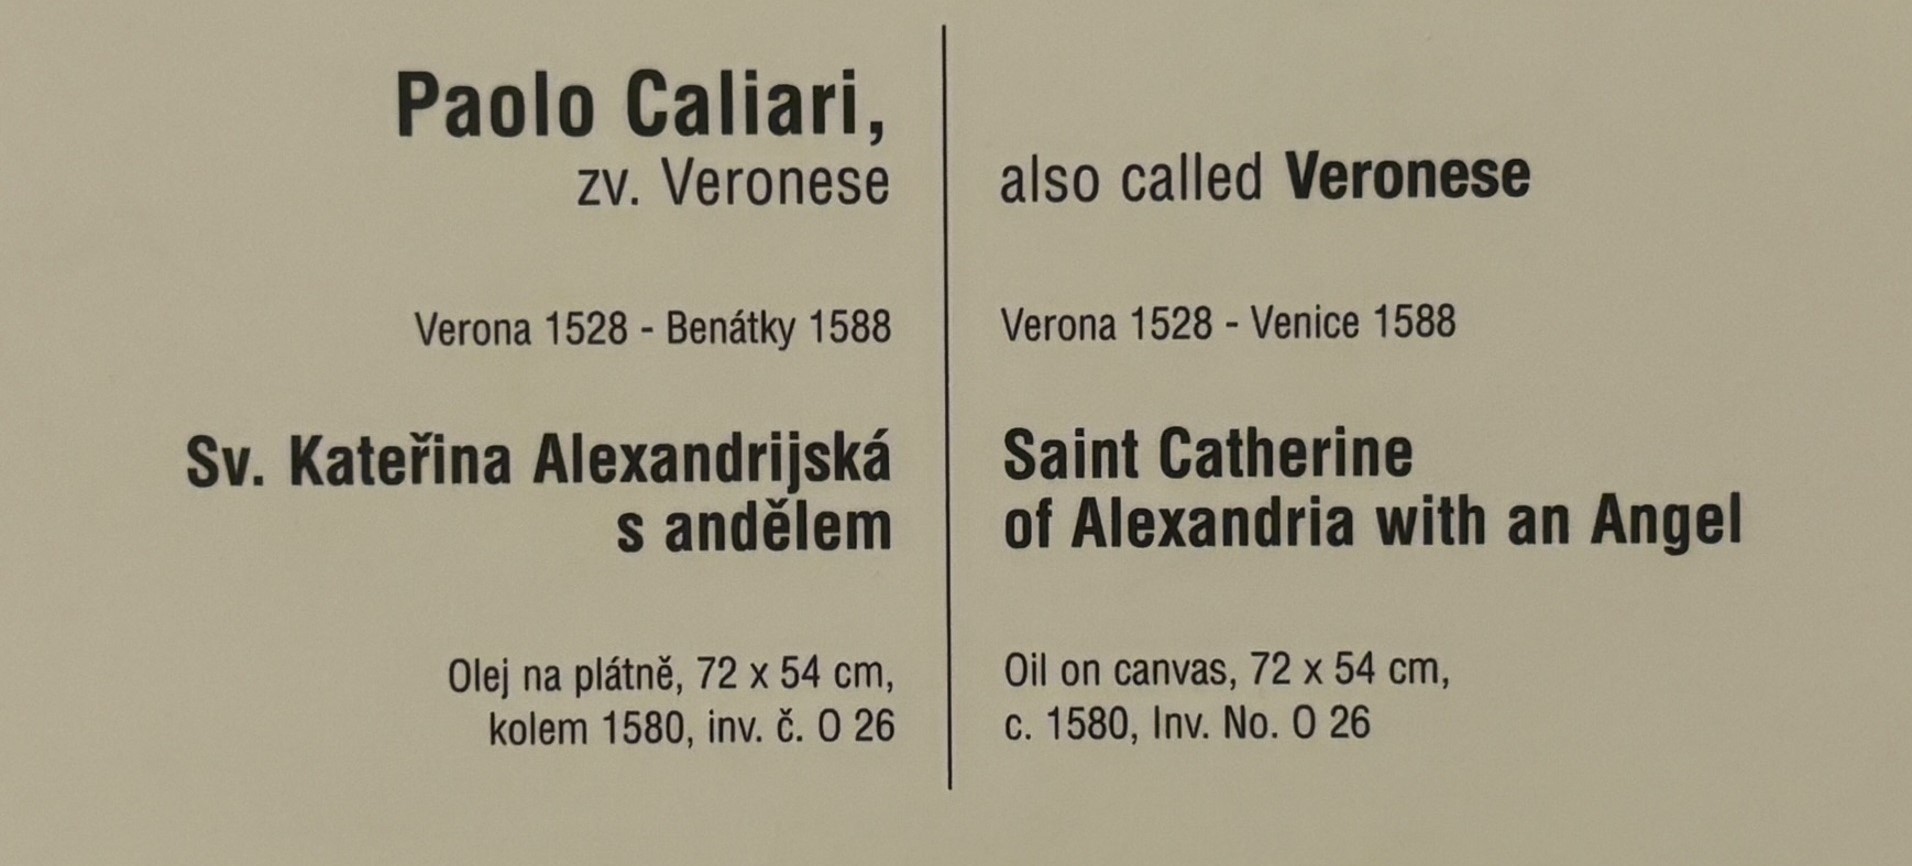 Paolo Caliari,
zv. Veronese
Verona 1528 - Benátky 1588
Sv. Kateřina Alexandrijská
s andělem
Olej na plátně, 72 x 54 cm,
kolem 1580, inv. č. O 26
also called Veronese
Verona 1528 - Venice 1588
Saint Catherine
of Alexandria with an Angel
Oil on canvas, 72 x 54 cm,
c. 1580, Inv. No. O 26